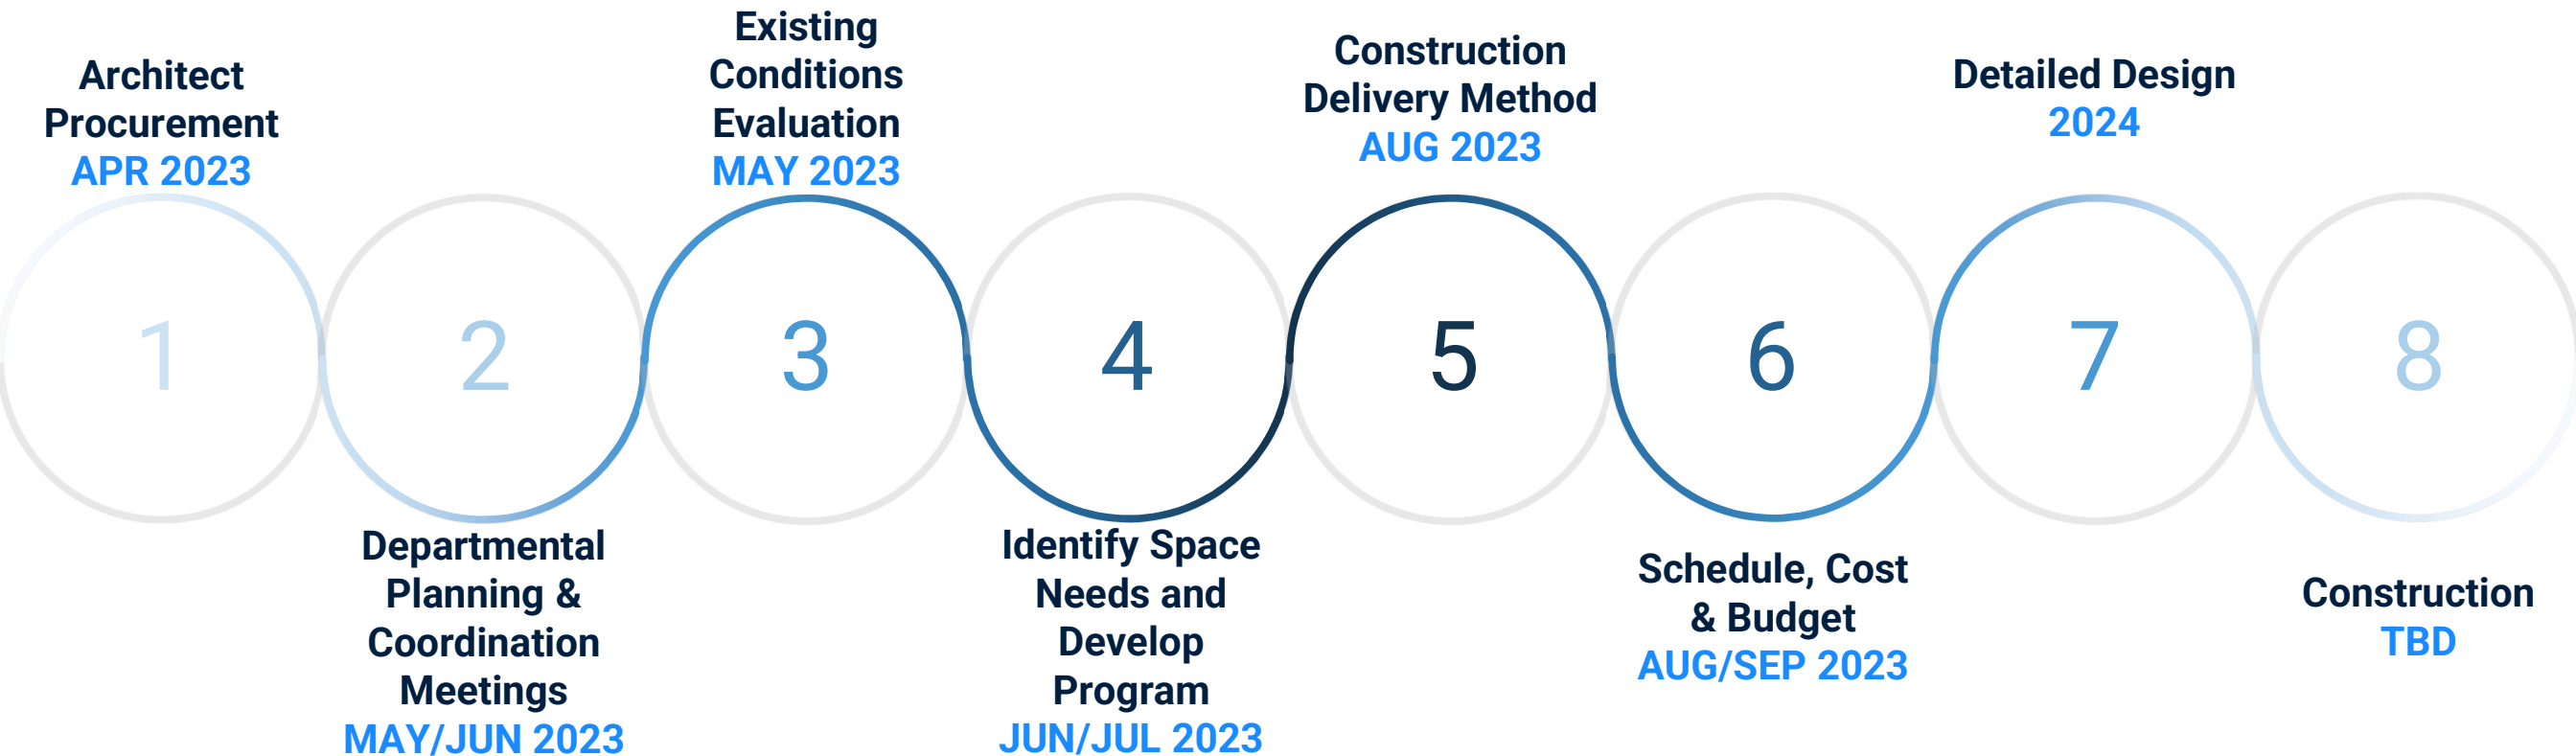 Architect
Procurement
APR 2023
1
Departmental
Planning &
Coordination
Meetings
MAY/JUN 2023
2
Existing
Conditions
Evaluation
MAY 2023
3
Identify Space
Needs and
Develop
Program
JUN/JUL 2023
4
Construction
Delivery Method
AUG 2023
5
Schedule, Cost
& Budget
AUG/SEP 2023
6
Detailed Design
2024
7
Construction
TBD
8